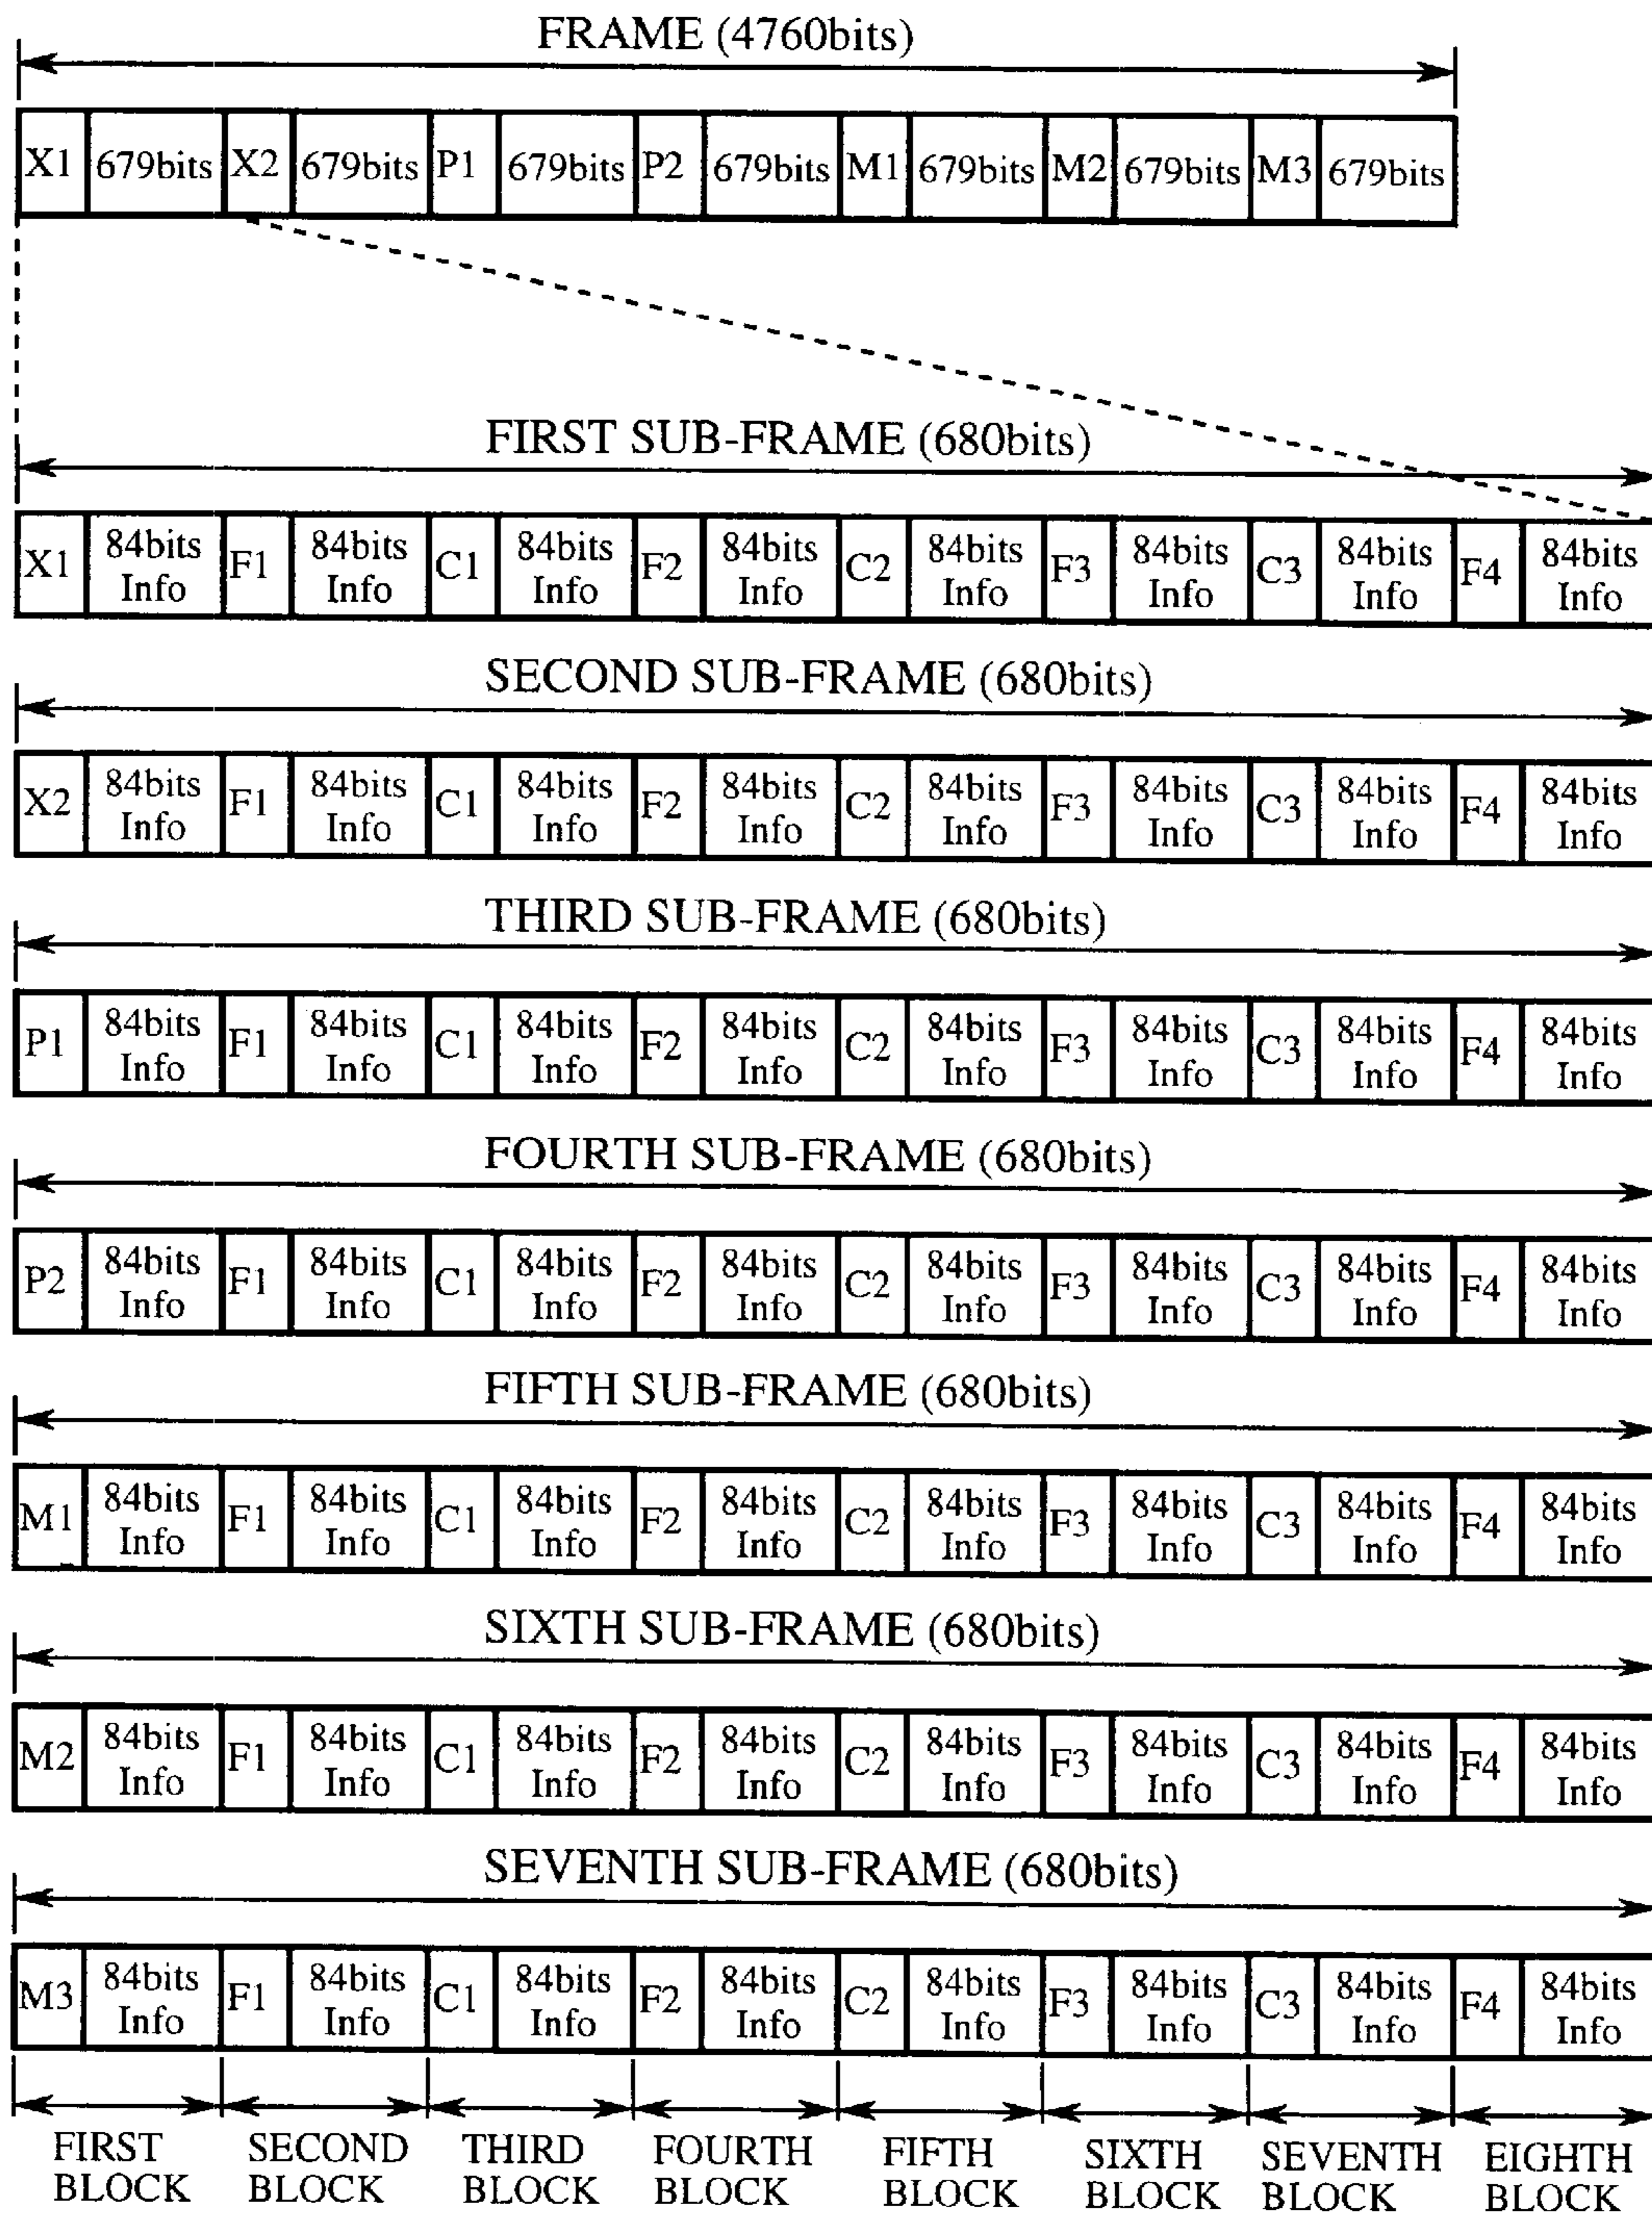 FRAME (4760bits)
X1 679bits X2 679bits P1 679bits P2 679bits M1 679bits M2 679bits M3 679bits
FIRST SUB-FRAME (680bits)
X1 84bits Info F1 84bits Info C1 84bits Info F2 84bits Info C2 84bits Info F3 84bits Info C3 84bits Info F4 84bits Info
SECOND SUB-FRAME (680bits)
X2 84bits Info F1 84bits Info C1 84bits Info F2 84bits Info C2 84bits Info F3 84bits Info C3 84bits Info F4 84bits Info
THIRD SUB-FRAME (680bits)
P1 84bits Info F1 84bits Info C1 84bits Info F2 84bits Info C2 84bits Info F3 84bits Info C3 84bits Info F4 84bits Info
FOURTH SUB-FRAME (680bits)
P2 84bits Info F1 84bits Info C1 84bits Info F2 84bits Info C2 84bits Info F3 84bits Info C3 84bits Info F4 84bits Info
FIFTH SUB-FRAME (680bits)
M1 84bits Info F1 84bits Info C1 84bits Info F2 84bits Info C2 84bits Info F3 84bits Info C3 84bits Info F4 84bits Info
SIXTH SUB-FRAME (680bits)
M2 84bits Info F1 84bits Info C1 84bits Info F2 84bits Info C2 84bits Info F3 84bits Info C3 84bits Info F4 84bits Info
SEVENTH SUB-FRAME (680bits)
M3 84bits Info F1 84bits Info C1 84bits Info F2 84bits Info C2 84bits Info F3 84bits Info C3 84bits Info F4 84bits Info
FIRST BLOCK SECOND BLOCK THIRD BLOCK FOURTH BLOCK FIFTH BLOCK SIXTH BLOCK SEVENTH BLOCK EIGHTH BLOCK